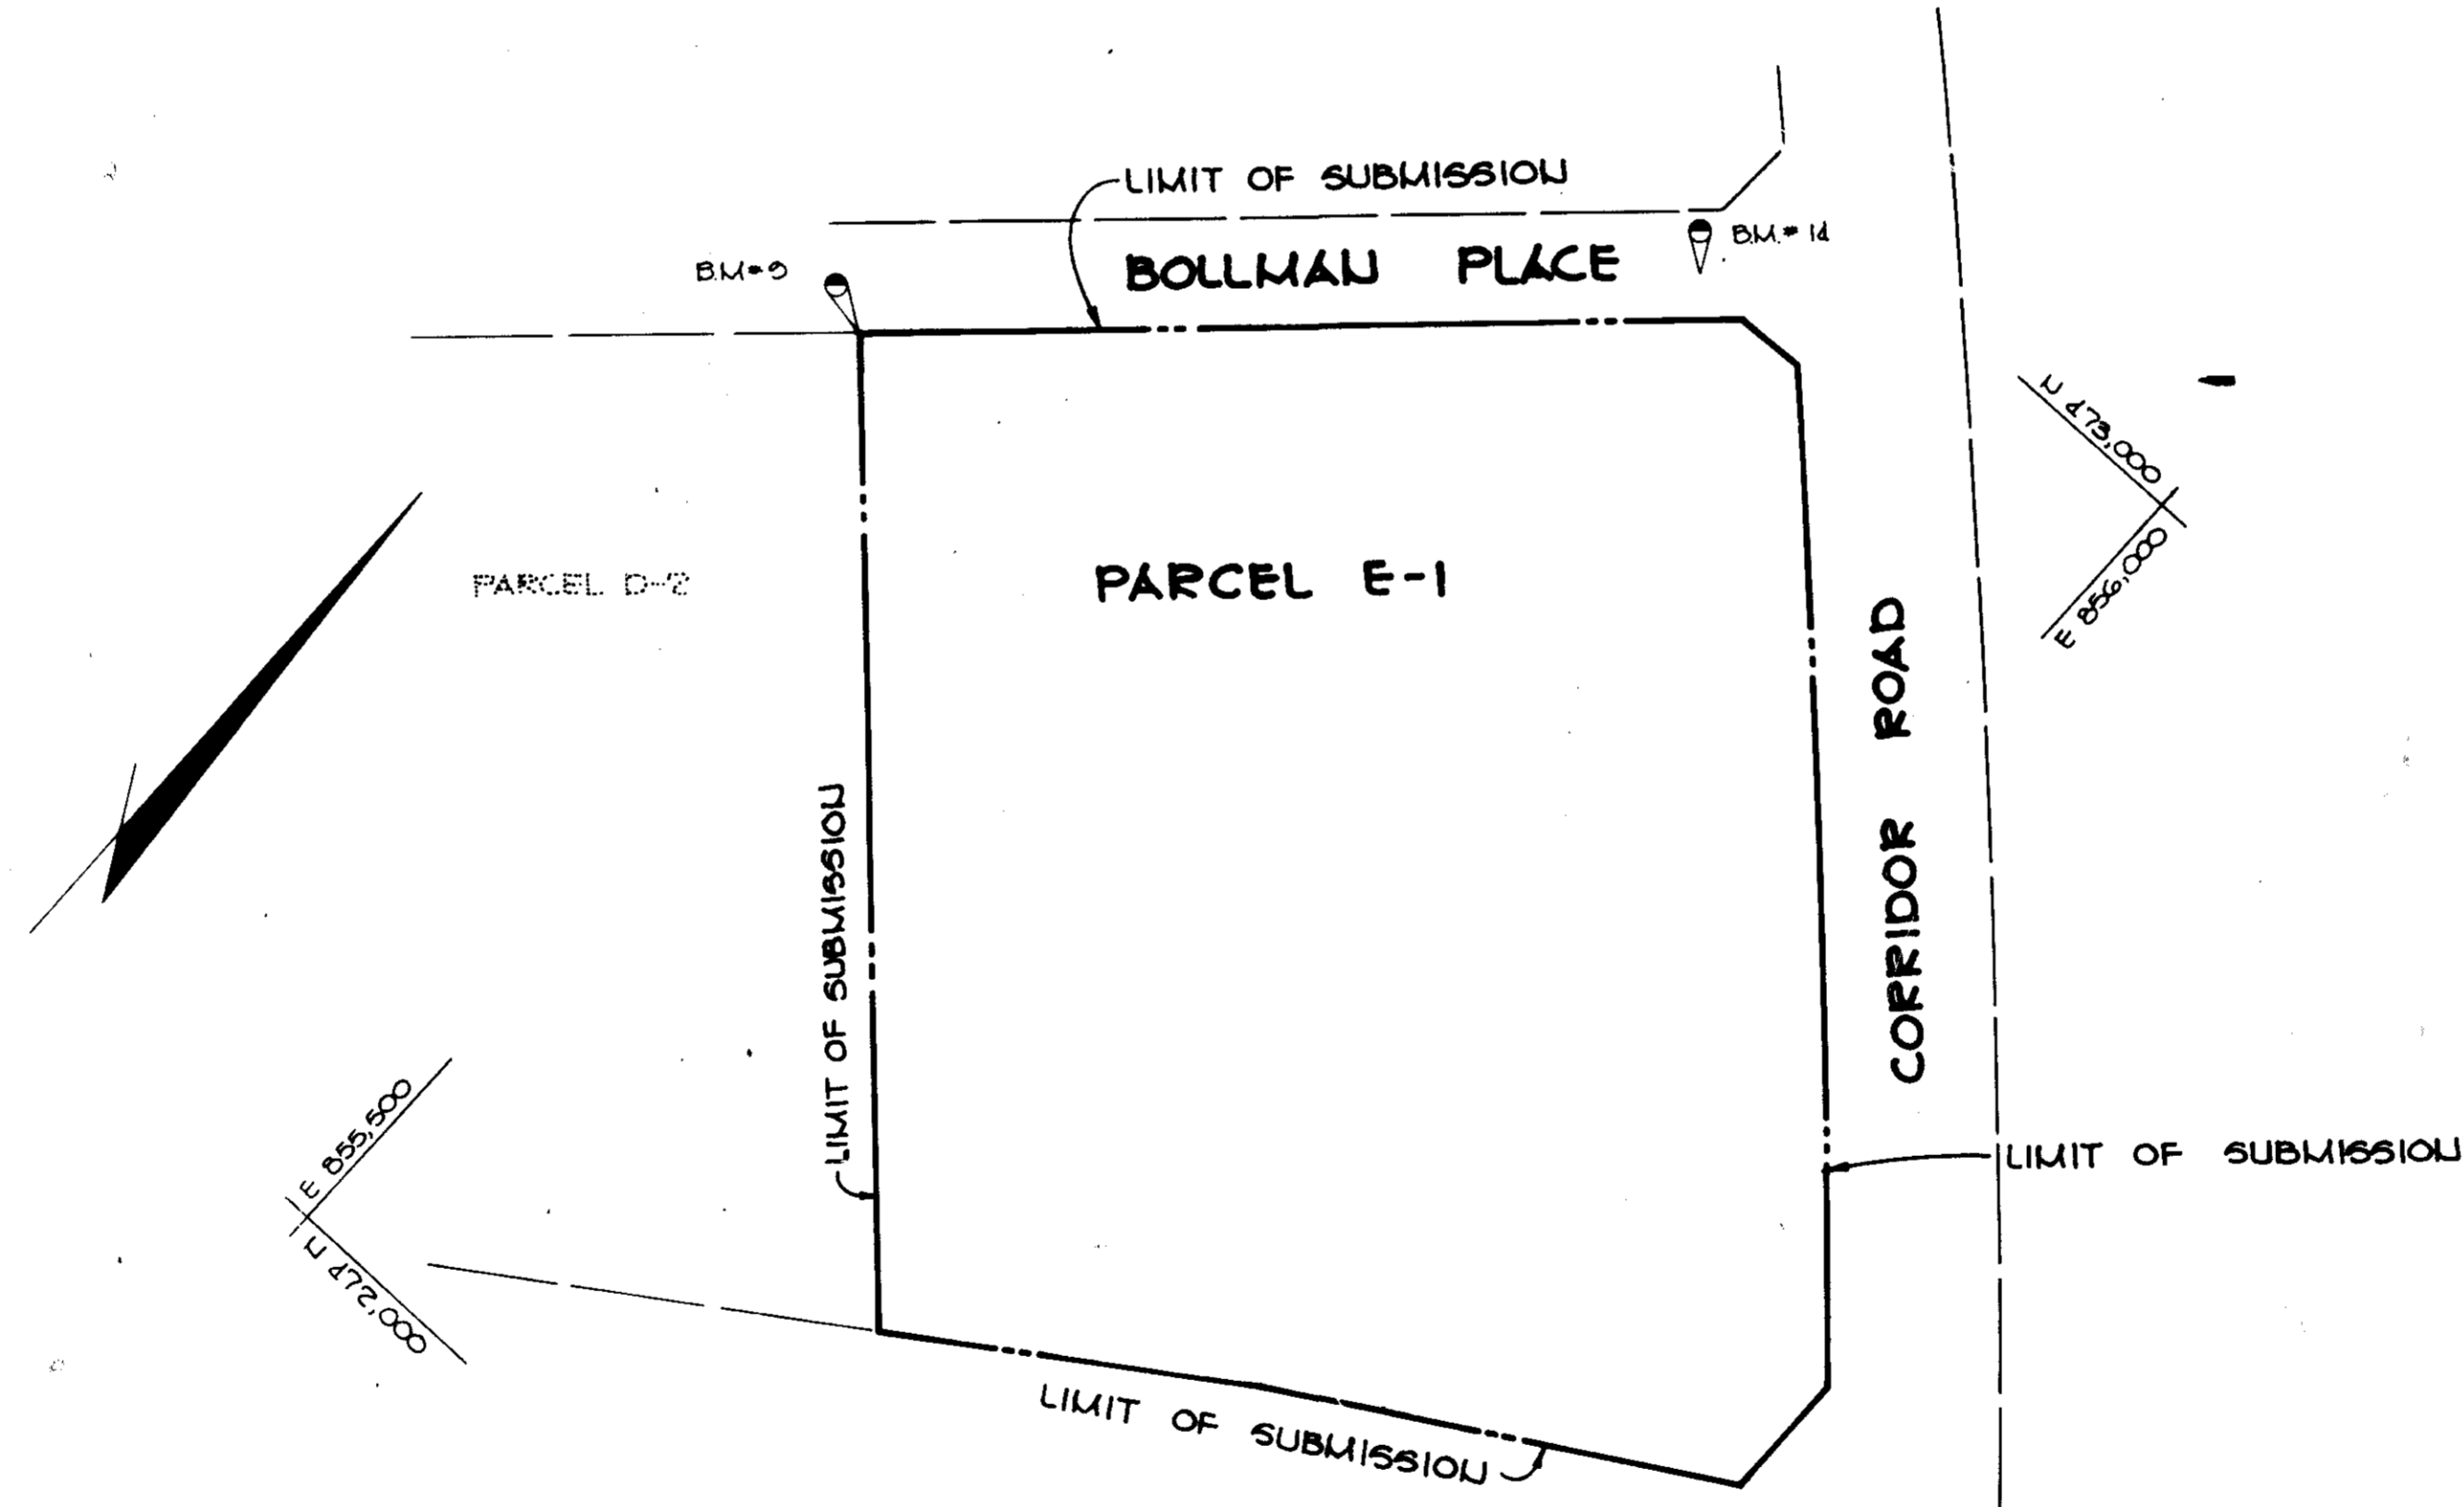 LIMIT OF SUBMISSION
B.M.# 9
BOLLMAN PLACE
B.M.# 14
N 473,000
E 856,000
PARCEL D-2
PARCEL E-1
CORRIDOR ROAD
LIMIT OF SUBMISSION
E 855,500
N 472,000
LIMIT OF SUBMISSION
LIMIT OF SUBMISSION